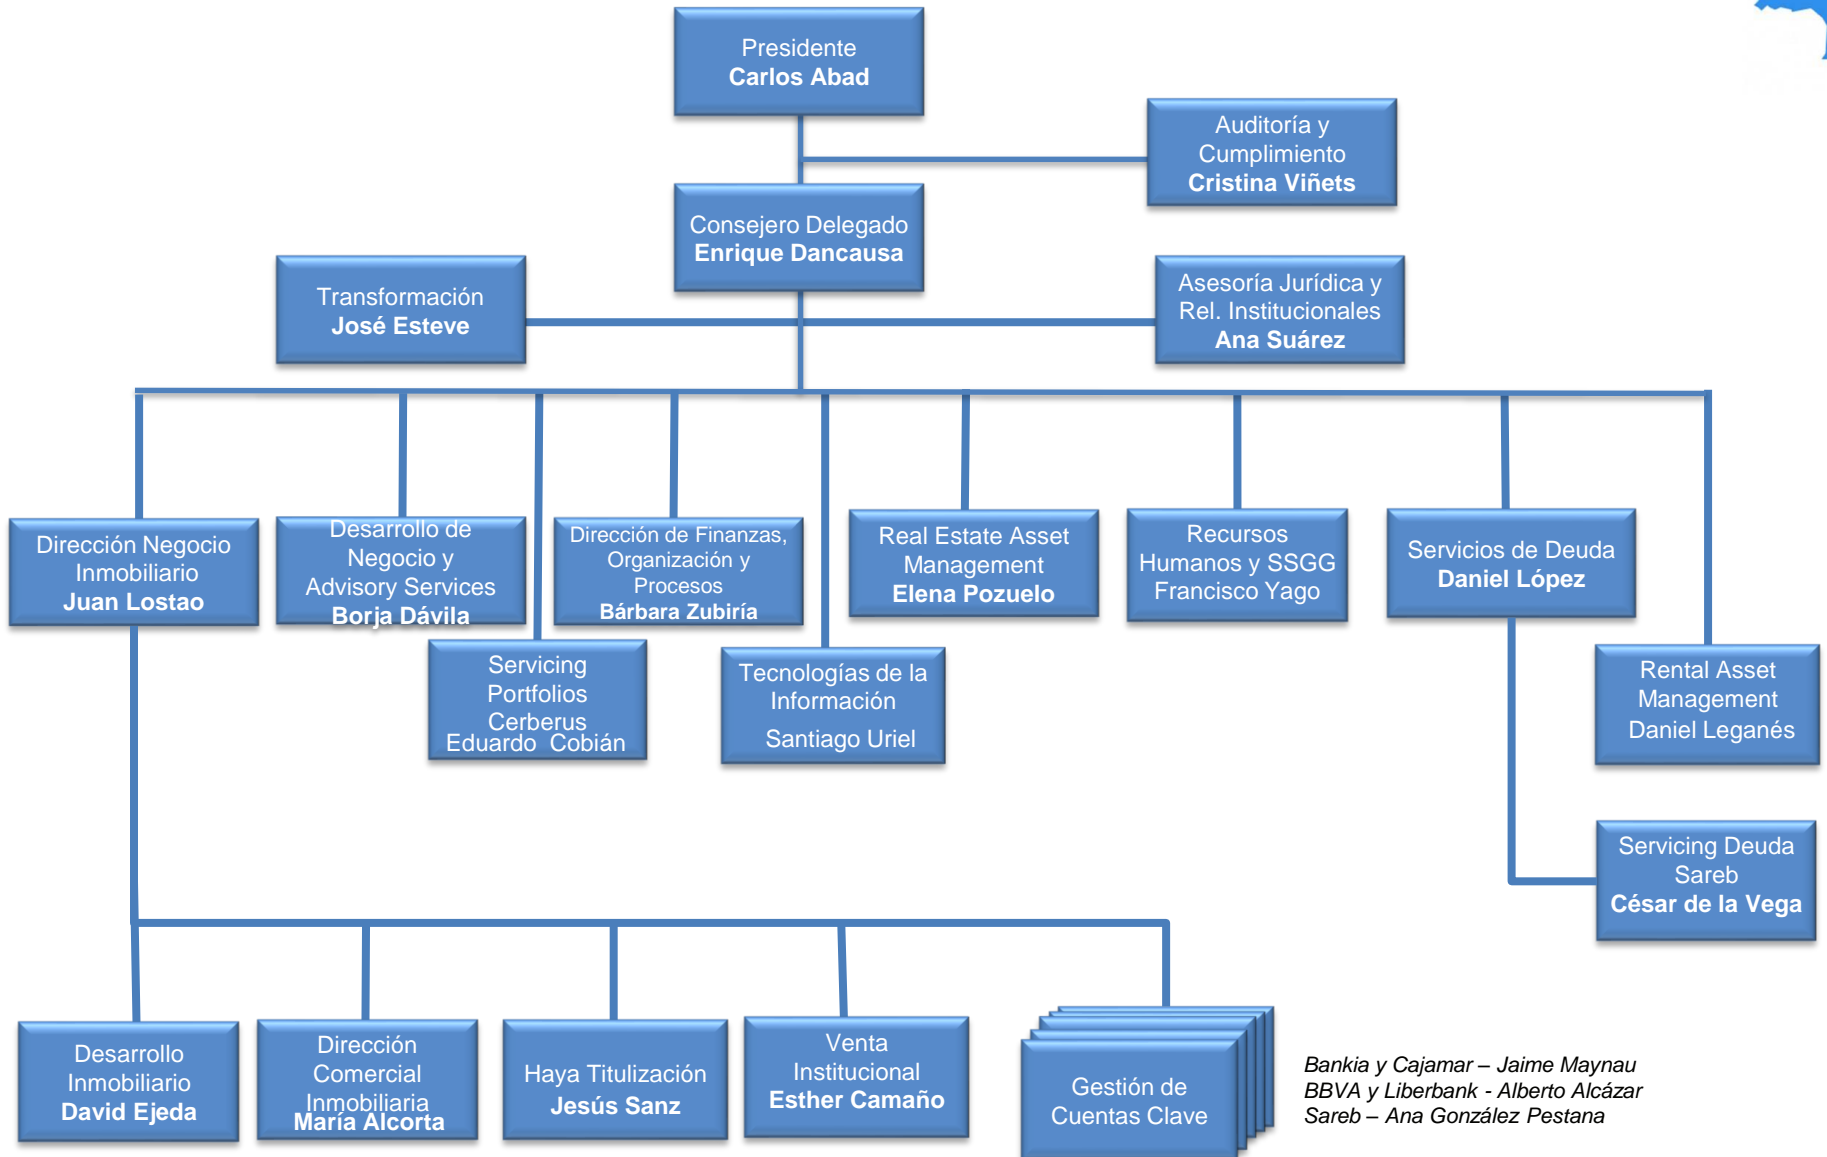 Presidente
Carlos Abad
Auditoría y
Cumplimiento
Cristina Viñets
Consejero Delegado
Enrique Dancausa
Transformación
José Esteve
Asesoría Jurídica y
Rel. Institucionales
Ana Suárez
Dirección Negocio
Inmobiliario
Juan Lostao
Desarrollo de
Negocio y
Advisory Services
Borja Dávila
Servicing
Portfolios
Cerberus
Eduardo  Cobián
Dirección de Finanzas,
Organización y
Procesos
Bárbara Zubiría
Tecnologías de la
Información
Santiago Uriel
Real Estate Asset
Management
Elena Pozuelo
Recursos
Humanos y SSGG
Francisco Yago
Servicios de Deuda
Daniel López
Rental Asset
Management
Daniel Leganés
Servicing Deuda
Sareb
César de la Vega
Desarrollo
Inmobiliario
David Ejeda
Dirección
Comercial
Inmobiliaria
María Alcorta
Haya Titulización
Jesús Sanz
Venta
Institucional
Esther Camaño
Gestión de
Cuentas Clave
Bankia y Cajamar – Jaime Maynau
BBVA y Liberbank - Alberto Alcázar
Sareb – Ana González Pestana